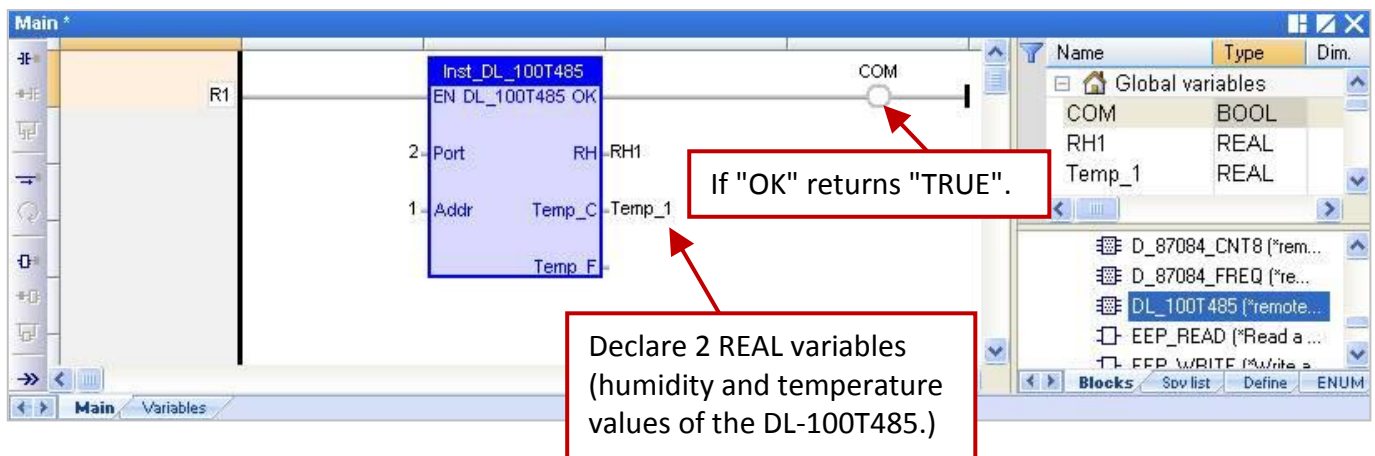 Main *
Name Type Dim.
Global variables
COM BOOL
RH1 REAL
Temp_1 REAL
R1
Inst_DL_100T485
EN DL_100T485 OK
COM
2 Port RH RH1
1 Addr Temp_C Temp_1
Temp_F
If "OK" returns "TRUE".
Declare 2 REAL variables
(humidity and temperature
values of the DL-100T485.)
D_87084_CNT8 (*rem...
D_87084_FREQ (*re...
DL_100T485 (*remote...
EEP_READ (*Read a ...
EEP_WRITE (*Write a
Blocks Spy list Define ENUM
Main Variables